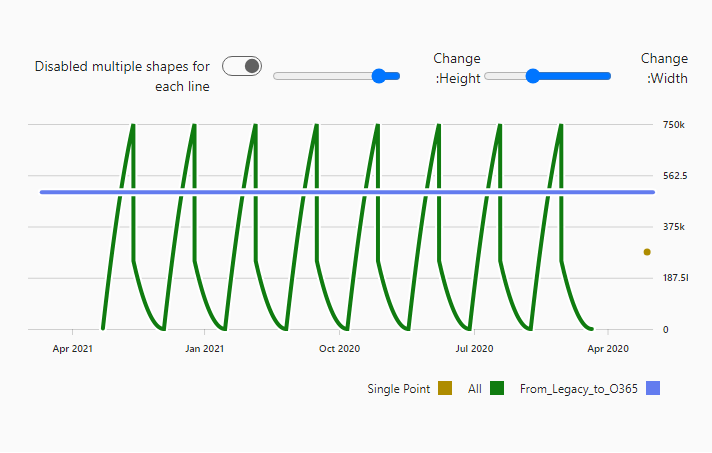 Disabled multiple shapes for
each line
Change
:Height
Change
:Width
750k
562.5
375k
187.5
0
Apr 2021
Jan 2021
Oct 2020
Jul 2020
Apr 2020
Single Point
All
From_Legacy_to_O365